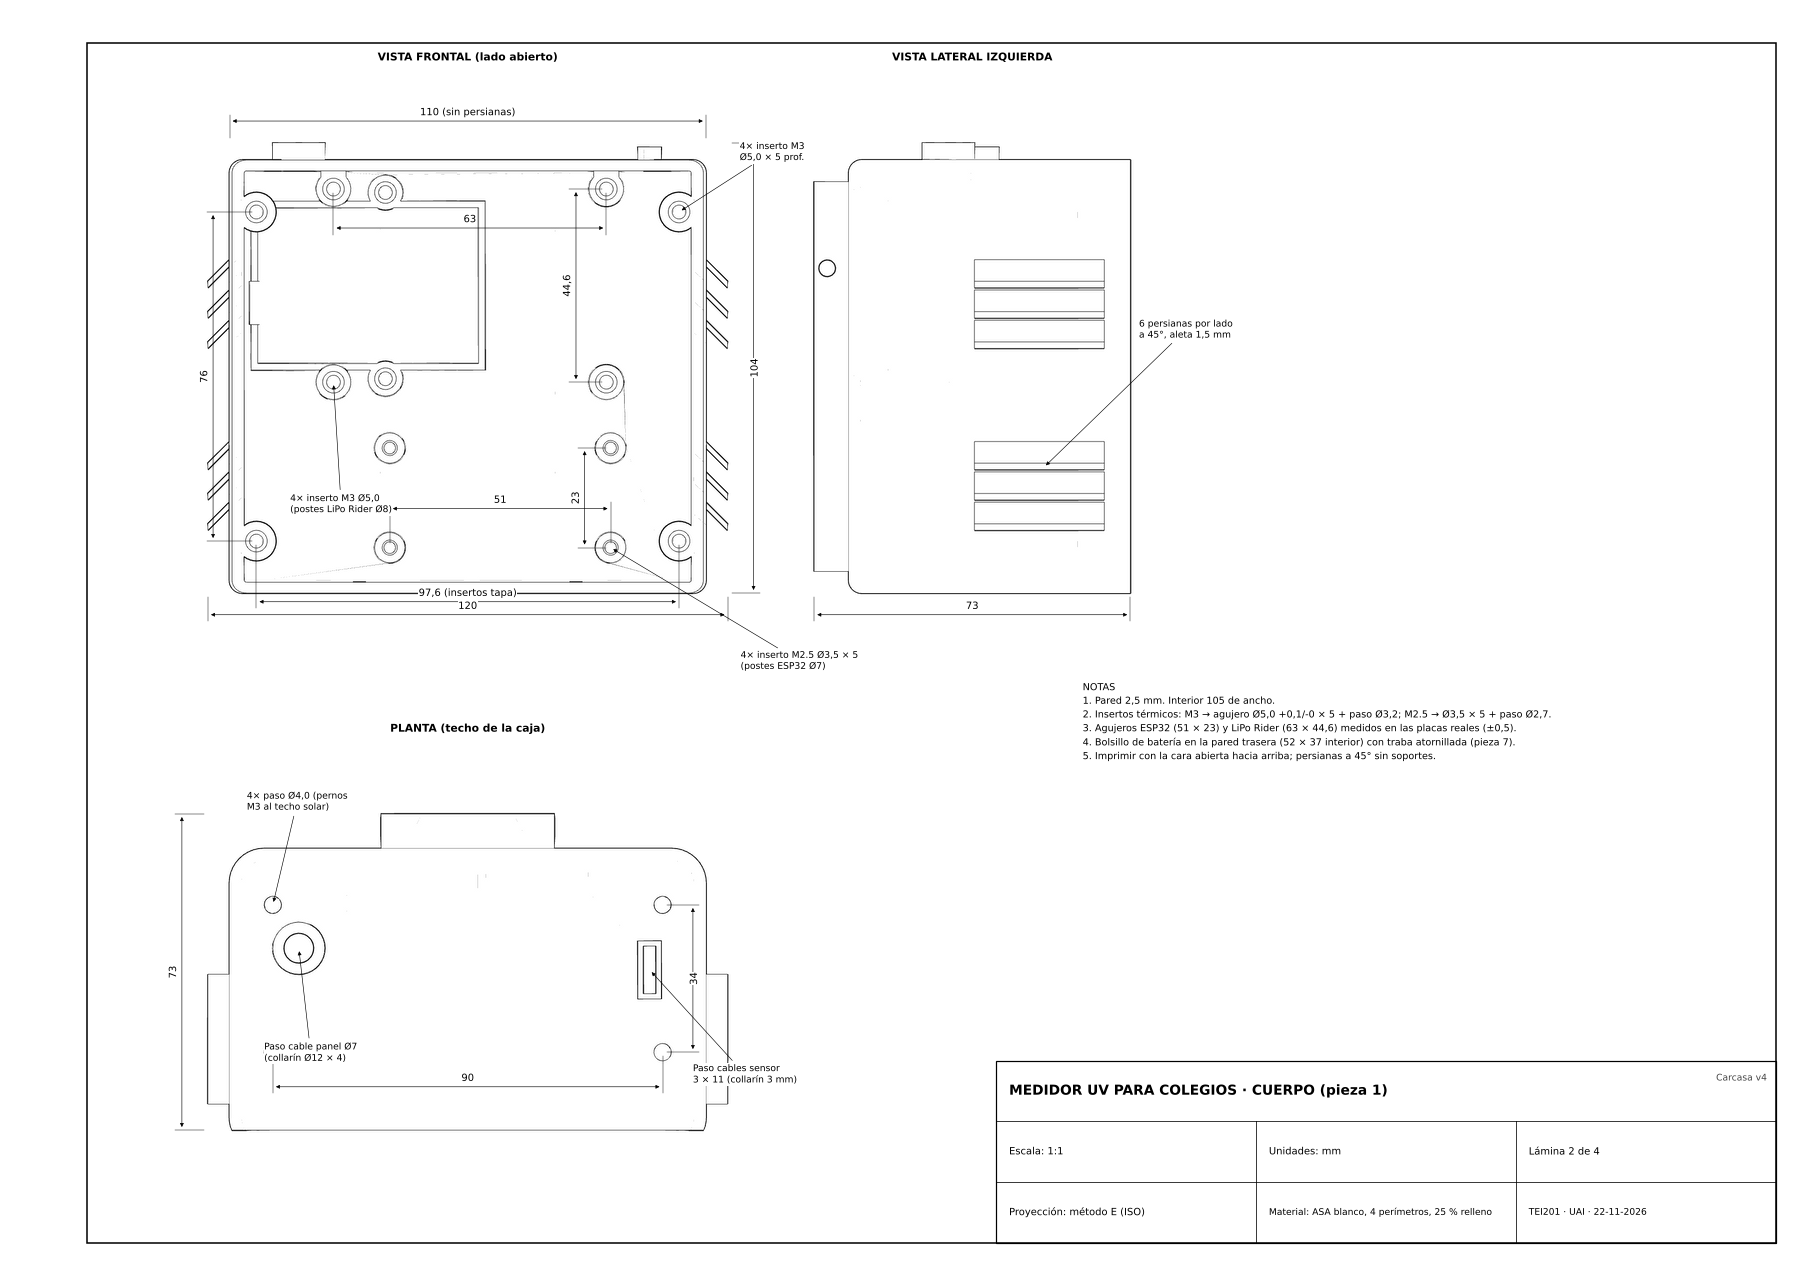 VISTA FRONTAL (lado abierto)
VISTA LATERAL IZQUIERDA
110 (sin persianas)
4× inserto M3
Ø5,0 × 5 prof.
63
44,6
76
104
6 persianas por lado
a 45°, aleta 1,5 mm
4× inserto M3 Ø5,0
(postes LiPo Rider Ø8)
51
23
97,6 (insertos tapa)
120
73
4× inserto M2.5 Ø3,5 × 5
(postes ESP32 Ø7)
NOTAS
1. Pared 2,5 mm. Interior 105 de ancho.
2. Insertos térmicos: M3 → agujero Ø5,0 +0,1/-0 × 5 + paso Ø3,2; M2.5 → Ø3,5 × 5 + paso Ø2,7.
3. Agujeros ESP32 (51 × 23) y LiPo Rider (63 × 44,6) medidos en las placas reales (±0,5).
4. Bolsillo de batería en la pared trasera (52 × 37 interior) con traba atornillada (pieza 7).
5. Imprimir con la cara abierta hacia arriba; persianas a 45° sin soportes.
PLANTA (techo de la caja)
4× paso Ø4,0 (pernos
M3 al techo solar)
73
34
Paso cable panel Ø7
(collarín Ø12 × 4)
Paso cables sensor
3 × 11 (collarín 3 mm)
90
MEDIDOR UV PARA COLEGIOS · CUERPO (pieza 1)
Carcasa v4
Escala: 1:1
Unidades: mm
Lámina 2 de 4
Proyección: método E (ISO)
Material: ASA blanco, 4 perímetros, 25 % relleno
TEI201 · UAI · 22-11-2026